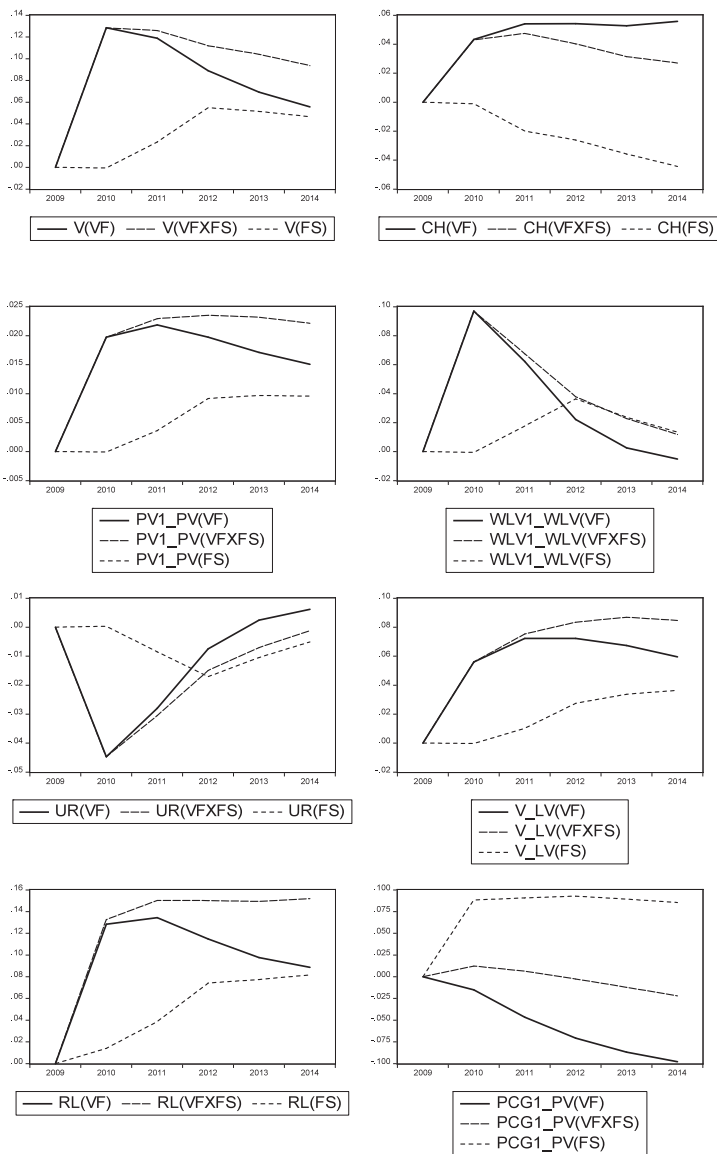 .14
.12
.10
.08
.06
.04
.02
.00
-.02
2009 2010 2011 2012 2013 2014
V(VF) V(VFXFS) V(FS)
.06
.04
.02
.00
-.02
-.04
-.06
2009 2010 2011 2012 2013 2014
CH(VF) CH(VFXFS) CH(FS)
.025
.020
.015
.010
.005
.000
-.005
2009 2010 2011 2012 2013 2014
PV1_PV(VF)
PV1_PV(VFXFS)
PV1_PV(FS)
.10
.08
.06
.04
.02
.00
-.02
2009 2010 2011 2012 2013 2014
WLV1_WLV(VF)
WLV1_WLV(VFXFS)
WLV1_WLV(FS)
.01
.00
-.01
-.02
-.03
-.04
-.05
2009 2010 2011 2012 2013 2014
UR(VF) UR(VFXFS) UR(FS)
.10
.08
.06
.04
.02
.00
-.02
2009 2010 2011 2012 2013 2014
V_LV(VF)
V_LV(VFXFS)
V_LV(FS)
.16
.14
.12
.10
.08
.06
.04
.02
.00
2009 2010 2011 2012 2013 2014
RL(VF) RL(VFXFS) RL(FS)
.100
.075
.050
.025
.000
-.025
-.050
-.075
-.100
2009 2010 2011 2012 2013 2014
PCG1_PV(VF)
PCG1_PV(VFXFS)
PCG1_PV(FS)